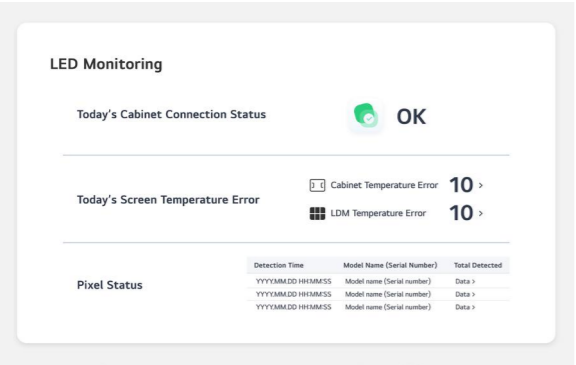 LED Monitoring
Today's Cabinet Connection Status
OK
Today's Screen Temperature Error
Cabinet Temperature Error 10 >
LDM Temperature Error 10 >
Pixel Status
Detection Time Model Name (Serial Number) Total Detected
YYYY.MM.DD HH:MM:SS Model name (Serial number) Data >
YYYY.MM.DD HH:MM:SS Model name (Serial number) Data >
YYYY.MM.DD HH:MM:SS Model name (Serial number) Data >